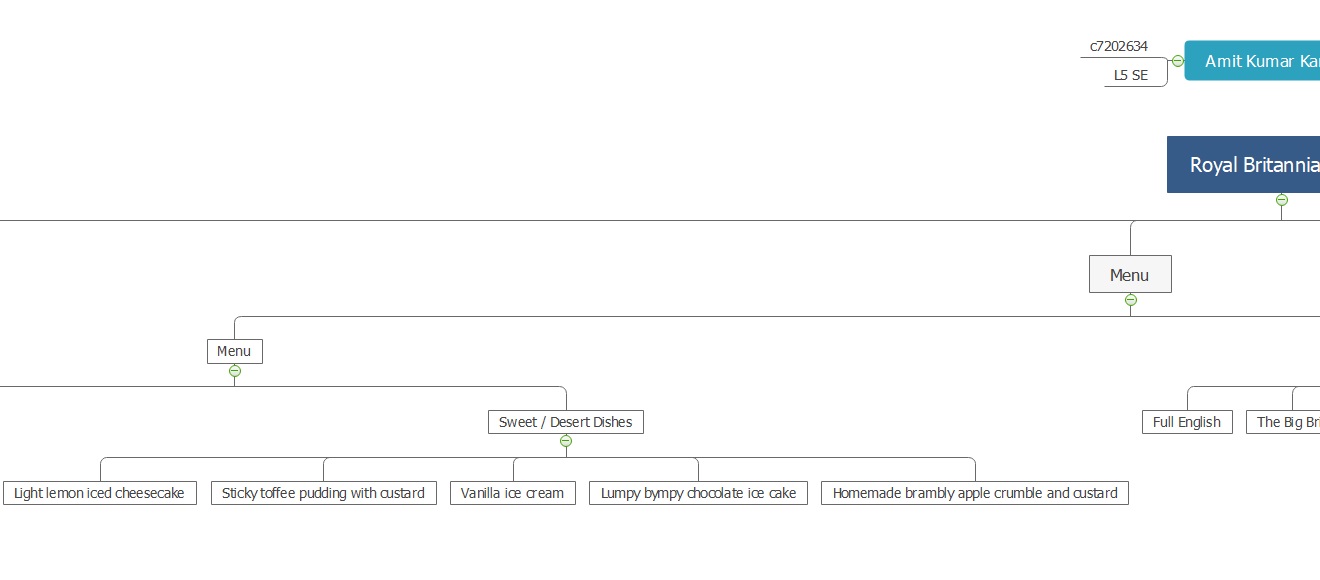 c7202634
L5 SE
Amit Kumar
Royal Britannia
Menu
Menu
Sweet / Desert Dishes
Full English
The Big
Light lemon iced cheesecake
Sticky toffee pudding with custard
Vanilla ice cream
Lumpy bympy chocolate ice cake
Homemade brambly apple crumble and custard